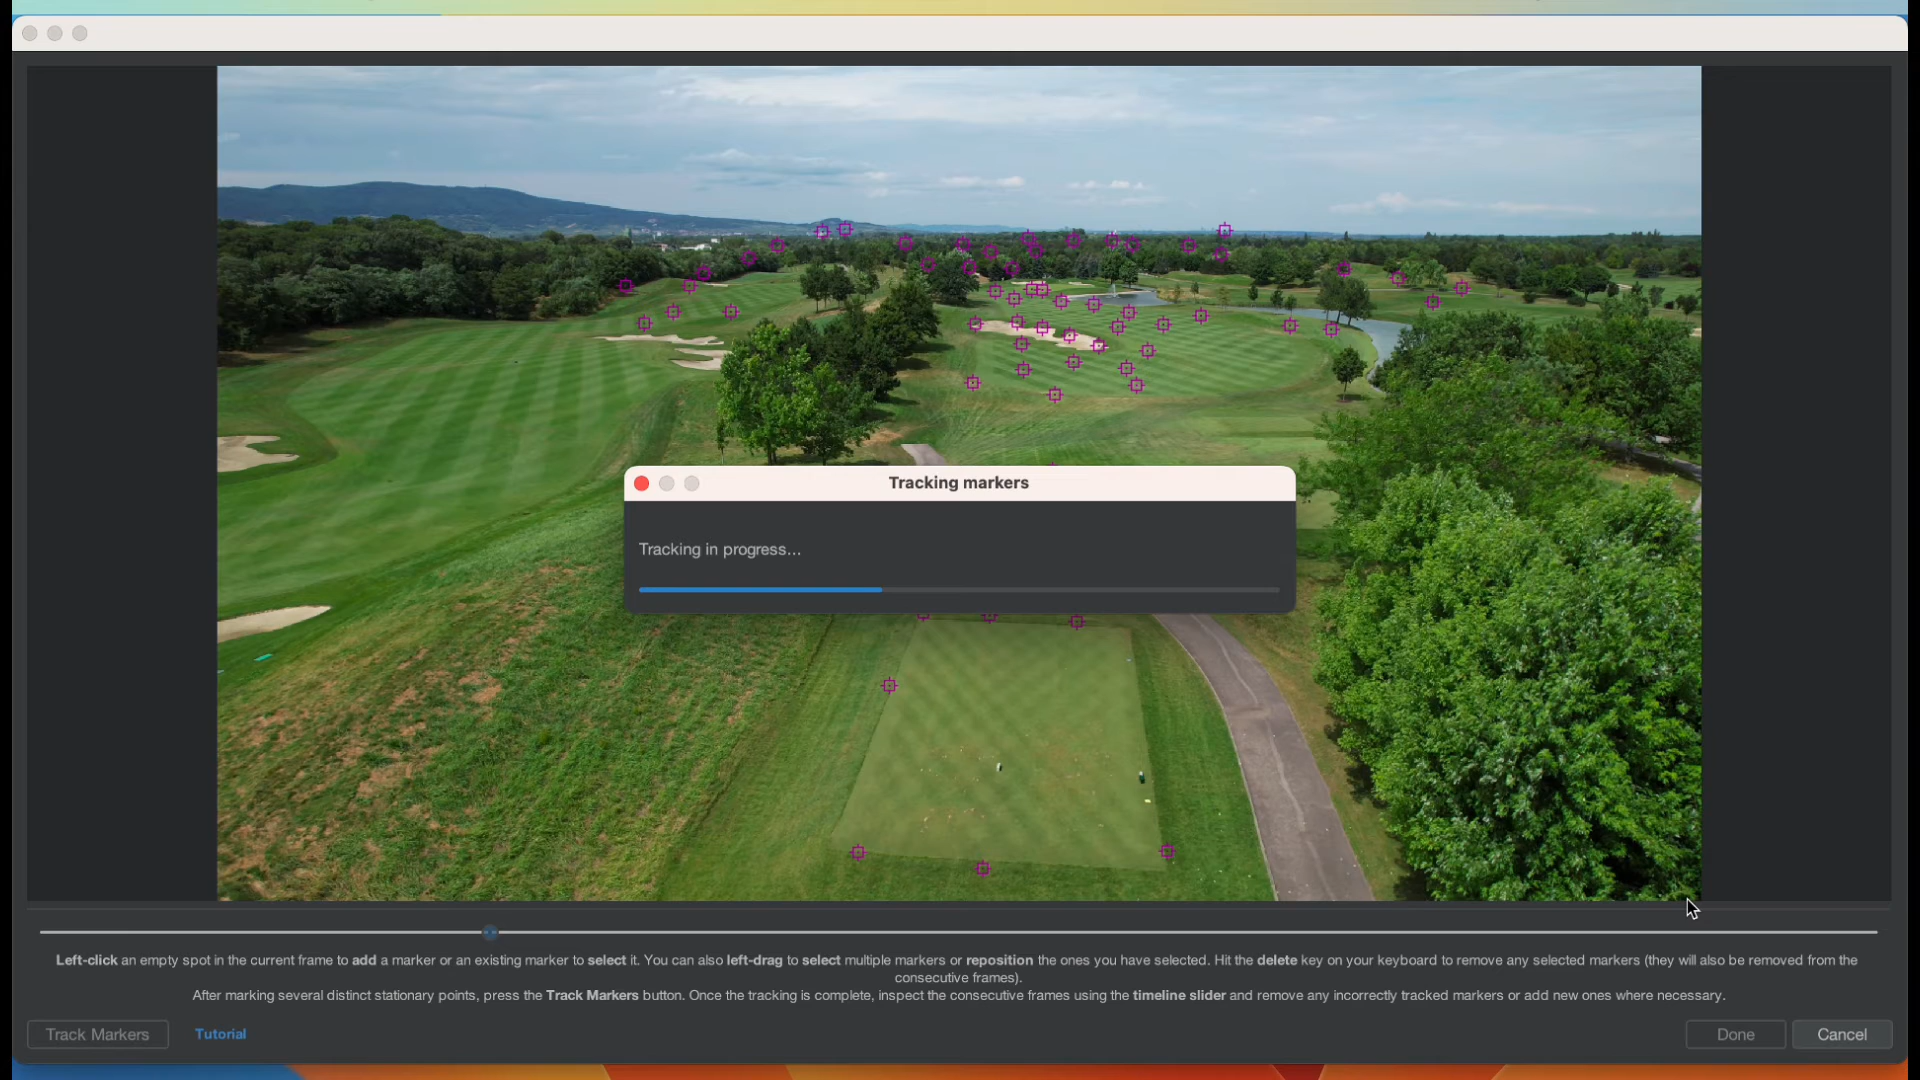 Tracking markers
Tracking in progress...
Left-click an empty spot in the current frame to add a marker or an existing marker to select it. You can also left-drag to select multiple markers or reposition the ones you have selected. Hit the delete key on your keyboard to remove any selected markers (they will also be removed from the
consecutive frames).
After marking several distinct stationary points, press the Track Markers button. Once the tracking is complete, inspect the consecutive frames using the timeline slider and remove any incorrectly tracked markers or add new ones where necessary.
Track Markers
Tutorial
Done
Cancel